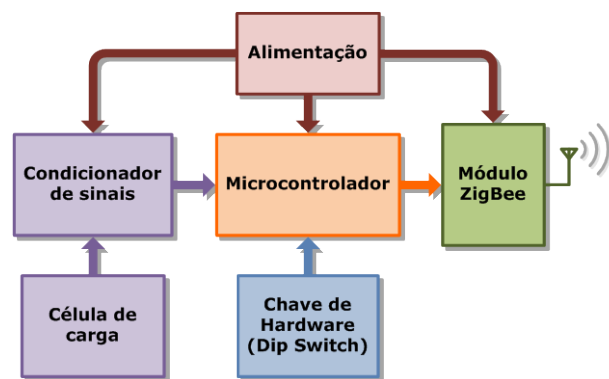 Alimentação
Condicionador
de sinais
Microcontrolador
Módulo
ZigBee
Célula de
carga
Chave de
Hardware
(Dip Switch)